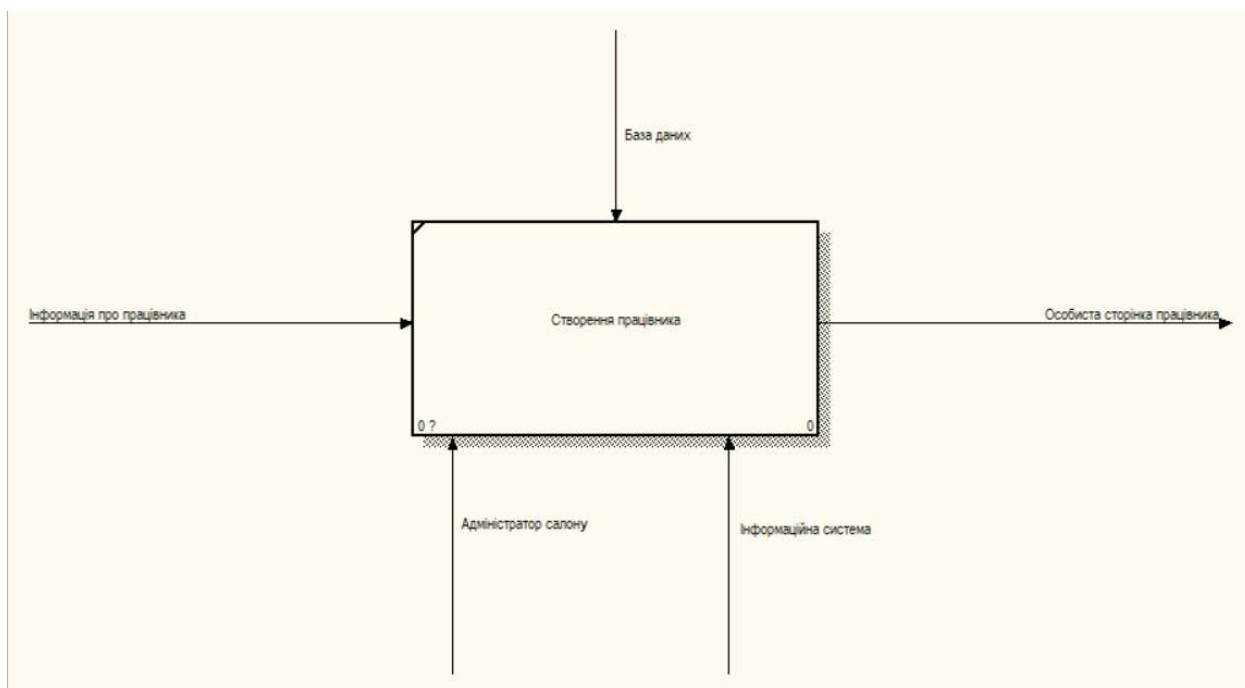 База даних
Інформація про працівника
Створення працівника
Особиста сторінка працівника
0 ?
0
Адміністратор салону
Інформаційна система